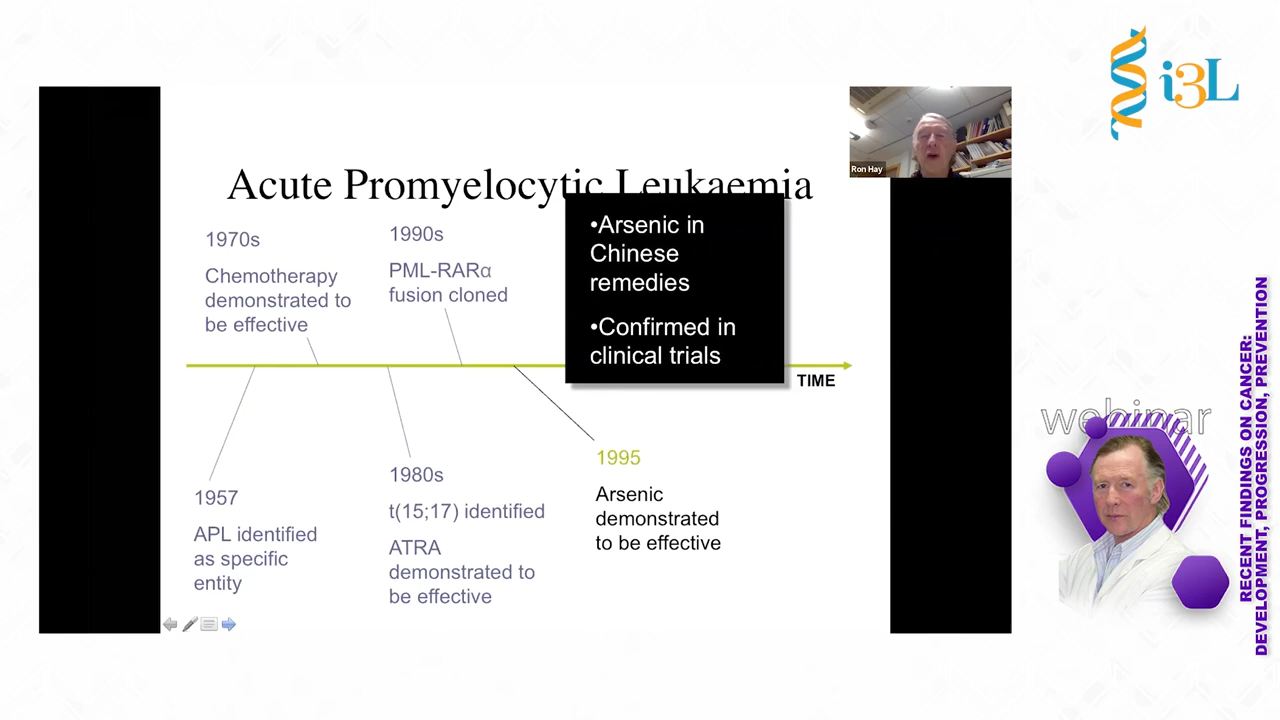 i3L
Ron Hay
Acute Promyelocytic Leukaemia
1970s
Chemotherapy
demonstrated to
be effective
1990s
PML-RARα
fusion cloned
•Arsenic in
Chinese
remedies
•Confirmed in
clinical trials
TIME
1957
APL identified
as specific
entity
1980s
t(15;17) identified
ATRA
demonstrated to
be effective
1995
Arsenic
demonstrated
to be effective
webinar
RECENT FINDINGS ON CANCER:
DEVELOPMENT, PROGRESSION, PREVENTION